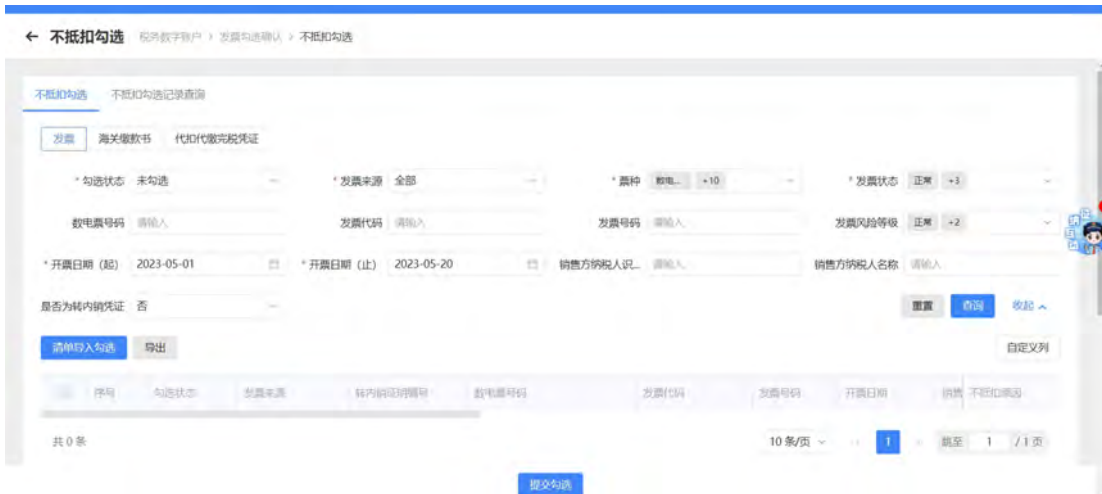 ← 不抵扣勾选 税务数字账户 > 发票勾选确认 > 不抵扣勾选
不抵扣勾选 不抵扣勾选记录查询
发票 海关缴款书 代扣代缴完税凭证
* 勾选状态 未勾选 * 发票来源 全部 * 票种 数电... +10 * 发票状态 正常 +3
数电票号码 请输入 发票代码 请输入 发票号码 请输入 发票风险等级 正常 +2
* 开票日期 (起) 2023-05-01 * 开票日期 (止) 2023-05-20 销售方纳税人识... 请输入 销售方纳税人名称 请输入
是否为转内销凭证 否 重置 查询 收起
清单导入勾选 导出 自定义列
序号 勾选状态 发票来源 转内销证明编号 数电票号码 发票代码 发票号码 开票日期 销售 不抵扣原因
共 0 条 10 条/页 1 跳至 1 / 1 页
提交勾选